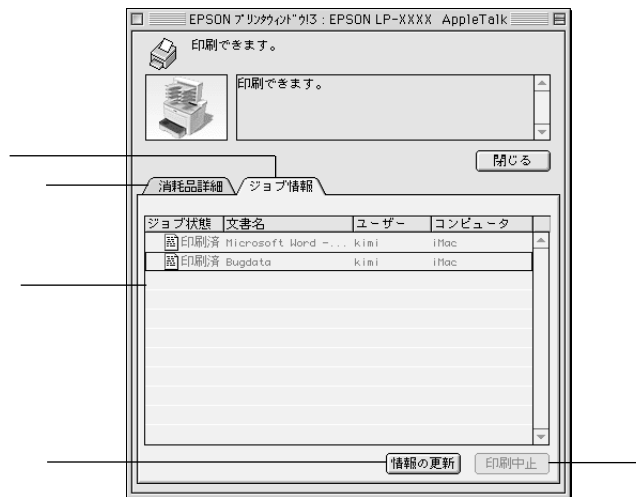 EPSON プリンタウィンドウ!3 : EPSON LP-XXXX AppleTalk
印刷できます。
印刷できます。
閉じる
消耗品詳細 ジョブ情報
ジョブ状態 文書名 ユーザー コンピュータ
印刷済 Microsoft Word -... kimi iMac
印刷済 Bugdata kimi iMac
情報の更新 印刷中止